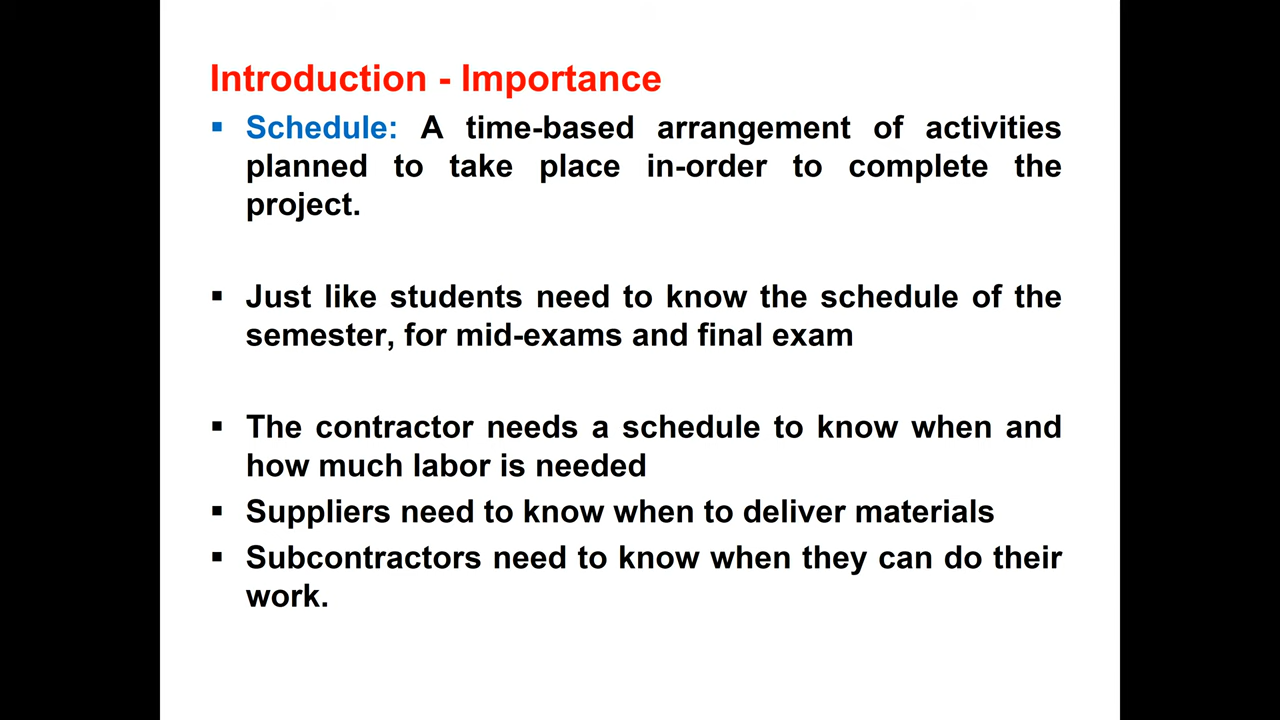 Introduction - Importance
▪ Schedule: A time-based arrangement of activities
planned to take place in-order to complete the
project.
▪ Just like students need to know the schedule of the
semester, for mid-exams and final exam
▪ The contractor needs a schedule to know when and
how much labor is needed
▪ Suppliers need to know when to deliver materials
▪ Subcontractors need to know when they can do their
work.